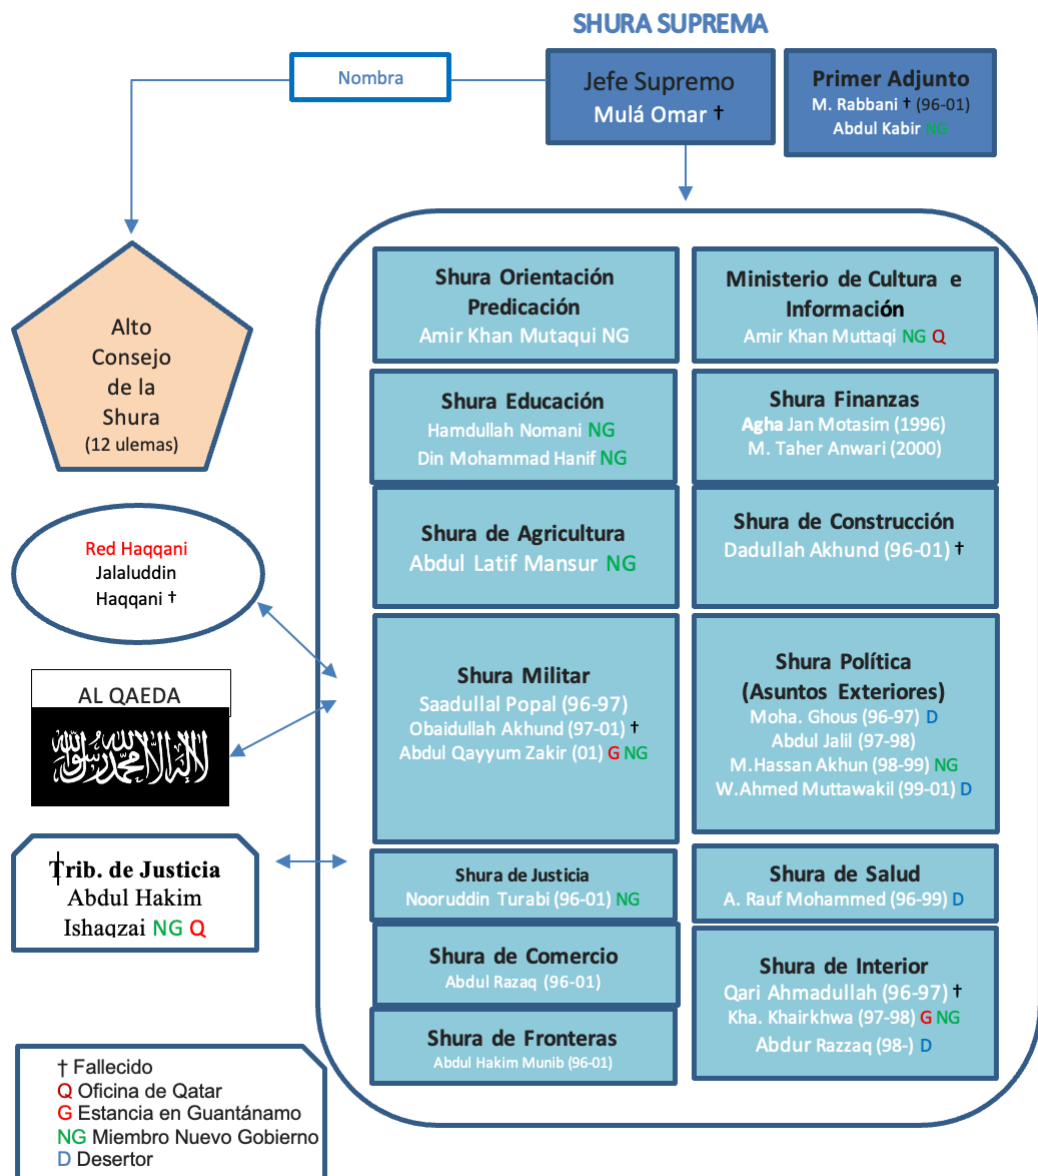 SHURA SUPREMA
Nombra
Jefe Supremo
Mulá Omar †
Primer Adjunto
M. Rabbani † (96-01)
Abdul Kabir NG
Alto
Consejo
de la
Shura
(12 ulemas)
Red Haqqani
Jalaluddin
Haqqani †
AL QAEDA
لا إله إلا الله محمد رسول الله
Trib. de Justicia
Abdul Hakim
Ishaqzai NG Q
Shura Orientación
Predicación
Amir Khan Mutaqui NG
Ministerio de Cultura e
Información
Amir Khan Muttaqi NG Q
Shura Educación
Hamdullah Nomani NG
Din Mohammad Hanif NG
Shura Finanzas
Agha Jan Motasim (1996)
M. Taher Anwari (2000)
Shura de Agricultura
Abdul Latif Mansur NG
Shura de Construcción
Dadullah Akhund (96-01) †
Shura Militar
Saadullal Popal (96-97)
Obaidullah Akhund (97-01) †
Abdul Qayyum Zakir (01) G NG
Shura Política
(Asuntos Exteriores)
Moha. Ghous (96-97) D
Abdul Jalil (97-98)
M.Hassan Akhun (98-99) NG
W.Ahmed Muttawakil (99-01) D
Shura de Justicia
Nooruddin Turabi (96-01) NG
Shura de Salud
A. Rauf Mohammed (96-99) D
Shura de Comercio
Abdul Razaq (96-01)
Shura de Interior
Qari Ahmadullah (96-97) †
Kha. Khairkhwa (97-98) G NG
Abdur Razzaq (98-) D
Shura de Fronteras
Abdul Hakim Munib (96-01)
† Fallecido
Q Oficina de Qatar
G Estancia en Guantánamo
NG Miembro Nuevo Gobierno
D Desertor